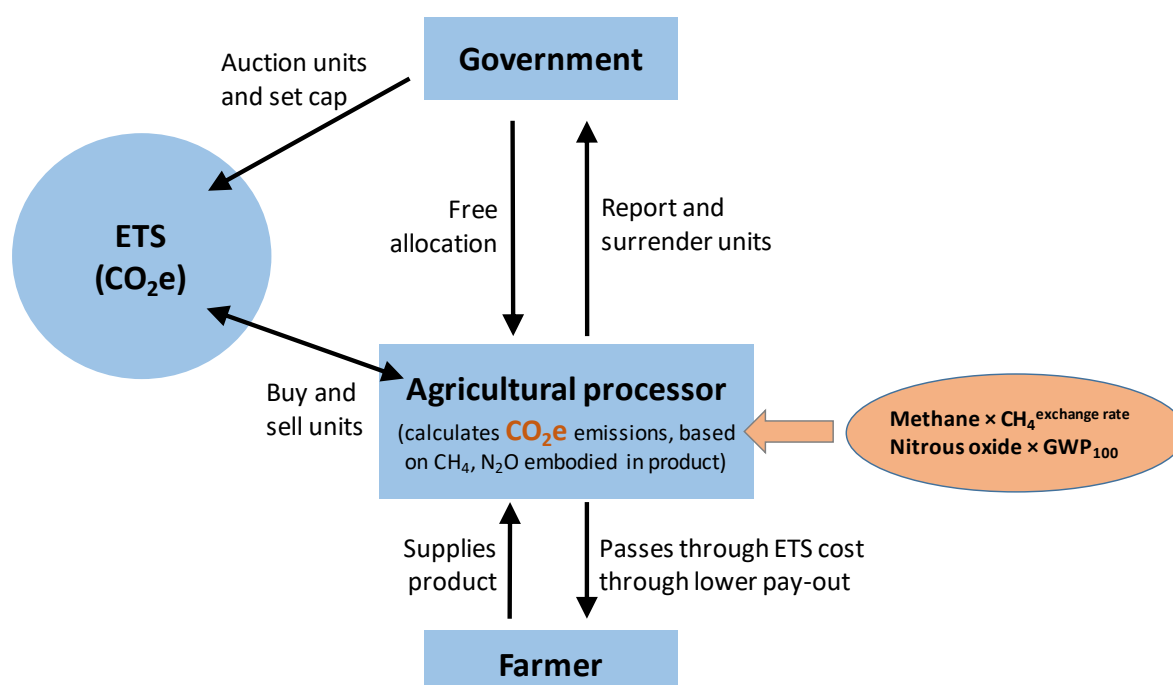 Government
Auction units
and set cap
ETS
(CO₂e)
Free
allocation
Report and
surrender units
Buy and
sell units
Agricultural processor
(calculates CO₂e emissions, based
on CH₄, N₂O embodied in product)
Methane × CH₄^exchange rate
Nitrous oxide × GWP₁₀₀
Supplies
product
Passes through ETS cost
through lower pay-out
Farmer